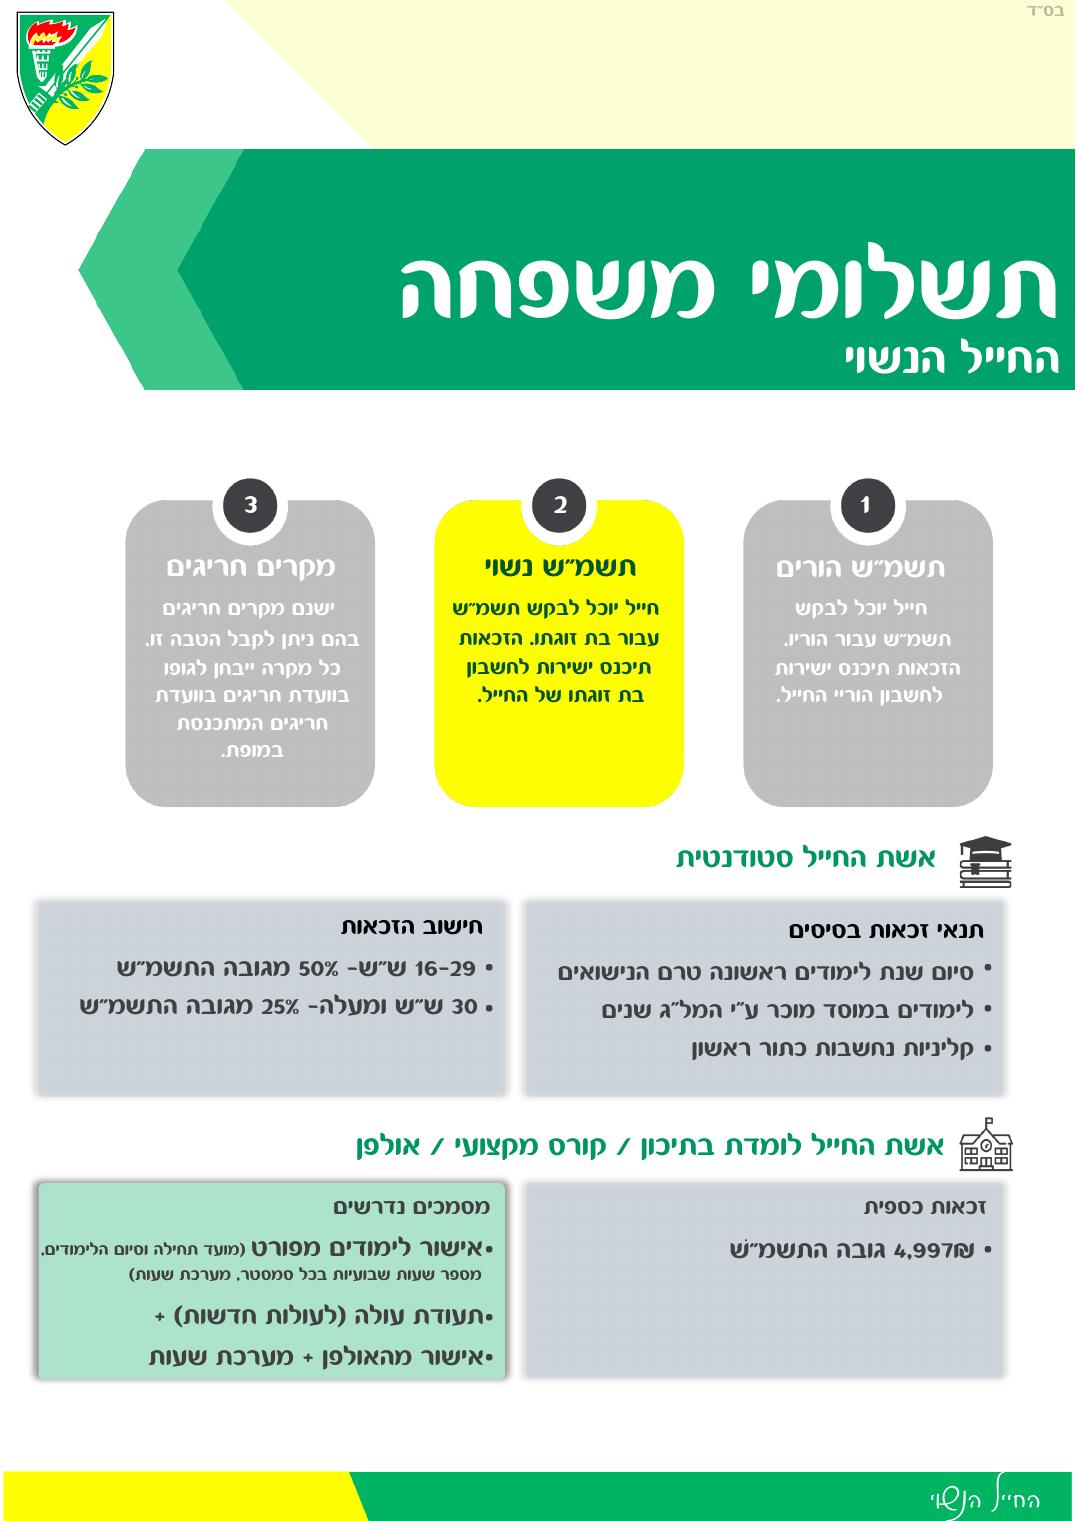 בס״ד
תשלומי משפחה
החייל הנשוי
1
תשמ״ש הורים
חייל יוכל לבקש
תשמ״ש עבור הוריו.
הזכאות תיכנס ישירות
לחשבון הוריי החייל.
2
תשמ״ש נשוי
חייל יוכל לבקש תשמ״ש
עבור בת זוגתו. הזכאות
תיכנס ישירות לחשבון
בת זוגתו של החייל.
3
מקרים חריגים
ישנם מקרים חריגים
בהם ניתן לקבל הטבה זו.
כל מקרה ייבחן לגופו
בוועדת חריגים בוועדת
חריגים המתכנסת
במופת.
אשת החייל סטודנטית
תנאי זכאות בסיסים
• סיום שנת לימודים ראשונה טרם הנישואים
• לימודים במוסד מוכר ע״י המל״ג שנים
• קליניות נחשבות כתור ראשון
חישוב הזכאות
• 16-29 ש״ש- 50% מגובה התשמ״ש
• 30 ש״ש ומעלה- 25% מגובה התשמ״ש
אשת החייל לומדת בתיכון / קורס מקצועי / אולפן
זכאות כספית
• 4,997₪ גובה התשמ״ש
מסמכים נדרשים
•אישור לימודים מפורט (מועד תחילה וסיום הלימודים,
מספר שעות שבועיות בכל סמסטר, מערכת שעות)
•תעודת עולה (לעולות חדשות) +
•אישור מהאולפן + מערכת שעות
החייל הנשוי